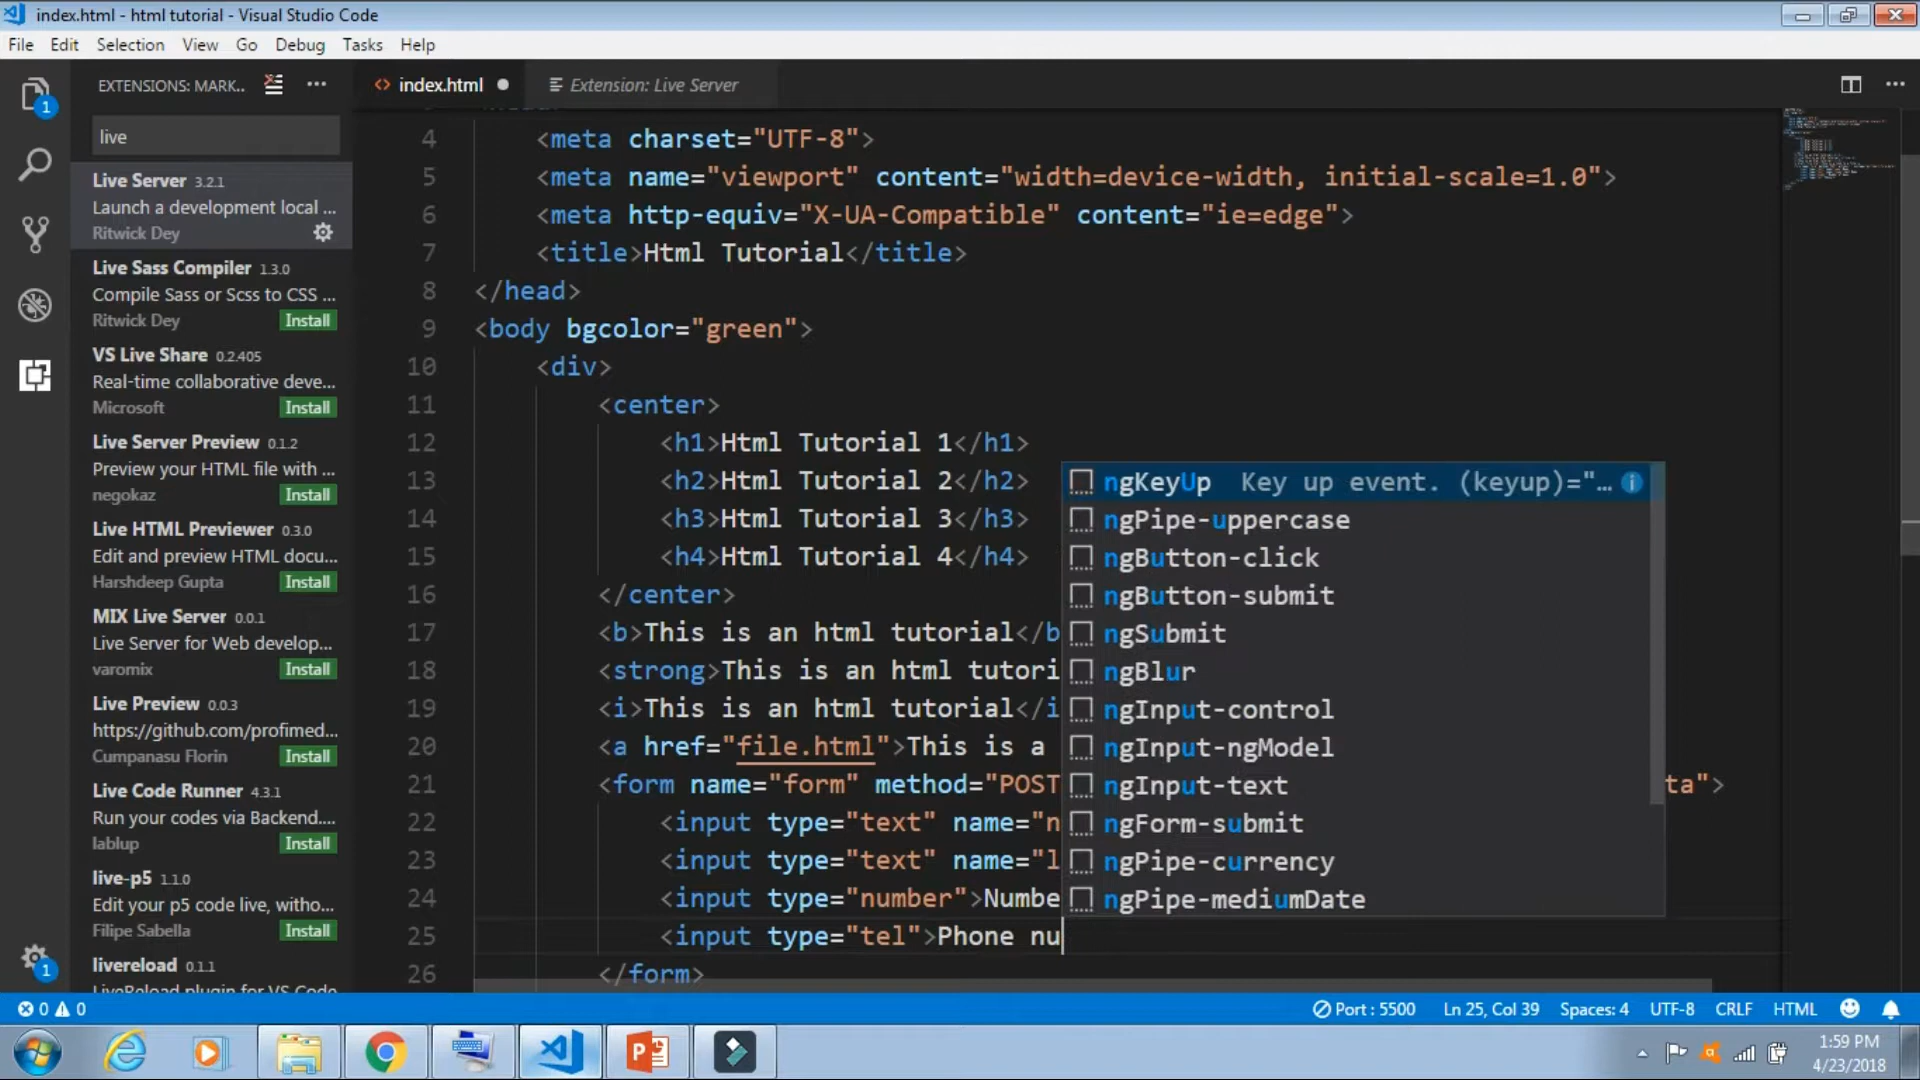 index.html - html tutorial - Visual Studio Code
File Edit Selection View Go Debug Tasks Help
1
EXTENSIONS: MARK..
live
Live Server 3.2.1
Launch a development local ...
Ritwick Dey
Live Sass Compiler 1.3.0
Compile Sass or Scss to CSS ...
Ritwick Dey Install
VS Live Share 0.2.405
Real-time collaborative deve...
Microsoft Install
Live Server Preview 0.1.2
Preview your HTML file with ...
negokaz Install
Live HTML Previewer 0.3.0
Edit and preview HTML docu...
Harshdeep Gupta Install
MIX Live Server 0.0.1
Live Server for Web develop...
varomix Install
Live Preview 0.0.3
https://github.com/profimed...
Cumpanasu Florin Install
Live Code Runner 4.3.1
Run your codes via Backend....
lablup Install
live-p5 1.1.0
Edit your p5 code live, witho...
Filipe Sabella Install
livereload 0.1.1
LiveReload plugin for VS Code
1
index.html Extension: Live Server
4 <meta charset="UTF-8">
5 <meta name="viewport" content="width=device-width, initial-scale=1.0">
6 <meta http-equiv="X-UA-Compatible" content="ie=edge">
7 <title>Html Tutorial</title>
8 </head>
9 <body bgcolor="green">
10 <div>
11 <center>
12 <h1>Html Tutorial 1</h1>
13 <h2>Html Tutorial 2</h2>
14 <h3>Html Tutorial 3</h3>
15 <h4>Html Tutorial 4</h4>
16 </center>
17 <b>This is an html tutorial</b
18 <strong>This is an html tutori
19 <i>This is an html tutorial</i
20 <a href="file.html">This is a
21 <form name="form" method="POST ta">
22 <input type="text" name="n
23 <input type="text" name="l
24 <input type="number">Numbe
25 <input type="tel">Phone nu
26 </form>
ngKeyUp Key up event. (keyup)="...
ngPipe-uppercase
ngButton-click
ngButton-submit
ngSubmit
ngBlur
ngInput-control
ngInput-ngModel
ngInput-text
ngForm-submit
ngPipe-currency
ngPipe-mediumDate
0 0 Port : 5500 Ln 25, Col 39 Spaces: 4 UTF-8 CRLF HTML
1:59 PM
4/23/2018